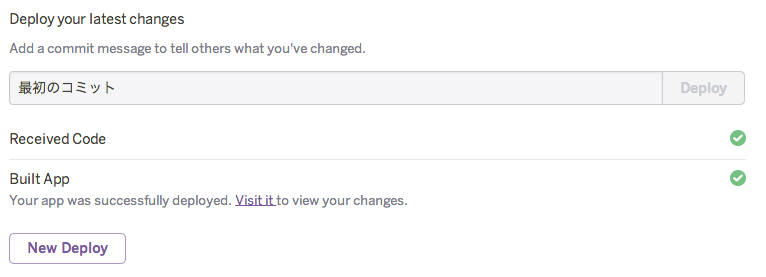 Deploy your latest changes
Add a commit message to tell others what you've changed.
最初のコミット
Deploy
Received Code
Built App
Your app was successfully deployed. Visit it to view your changes.
New Deploy